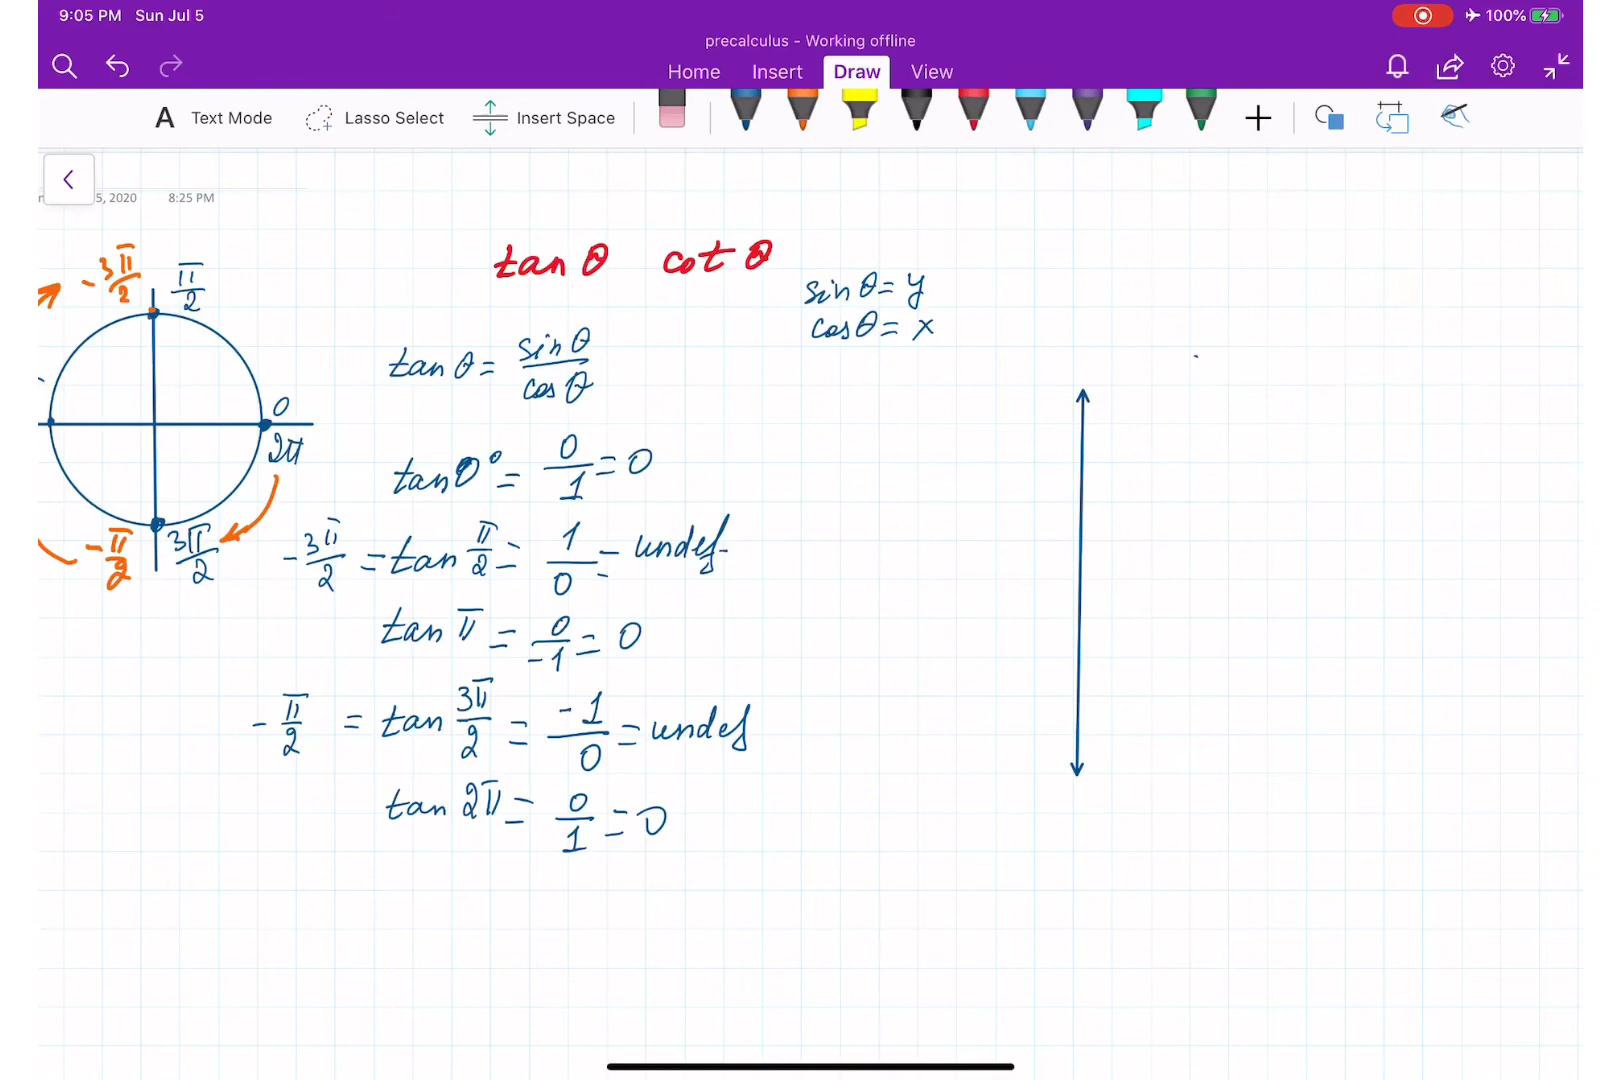 9:05 PM Sun Jul 5
100%
precalculus - Working offline
Home Insert Draw View
A Text Mode Lasso Select Insert Space
5, 2020 8:25 PM
tan θ cot θ
sin θ = y
cos θ = x
-3π/2 π/2
0
2π
-π/2 3π/2
tan θ = sin θ/cos θ
tan 0° = 0/1 = 0
-3π/2 = tan π/2 = 1/0 = undef.
tan π = 0/-1 = 0
-π/2 = tan 3π/2 = -1/0 = undef
tan 2π = 0/1 = 0